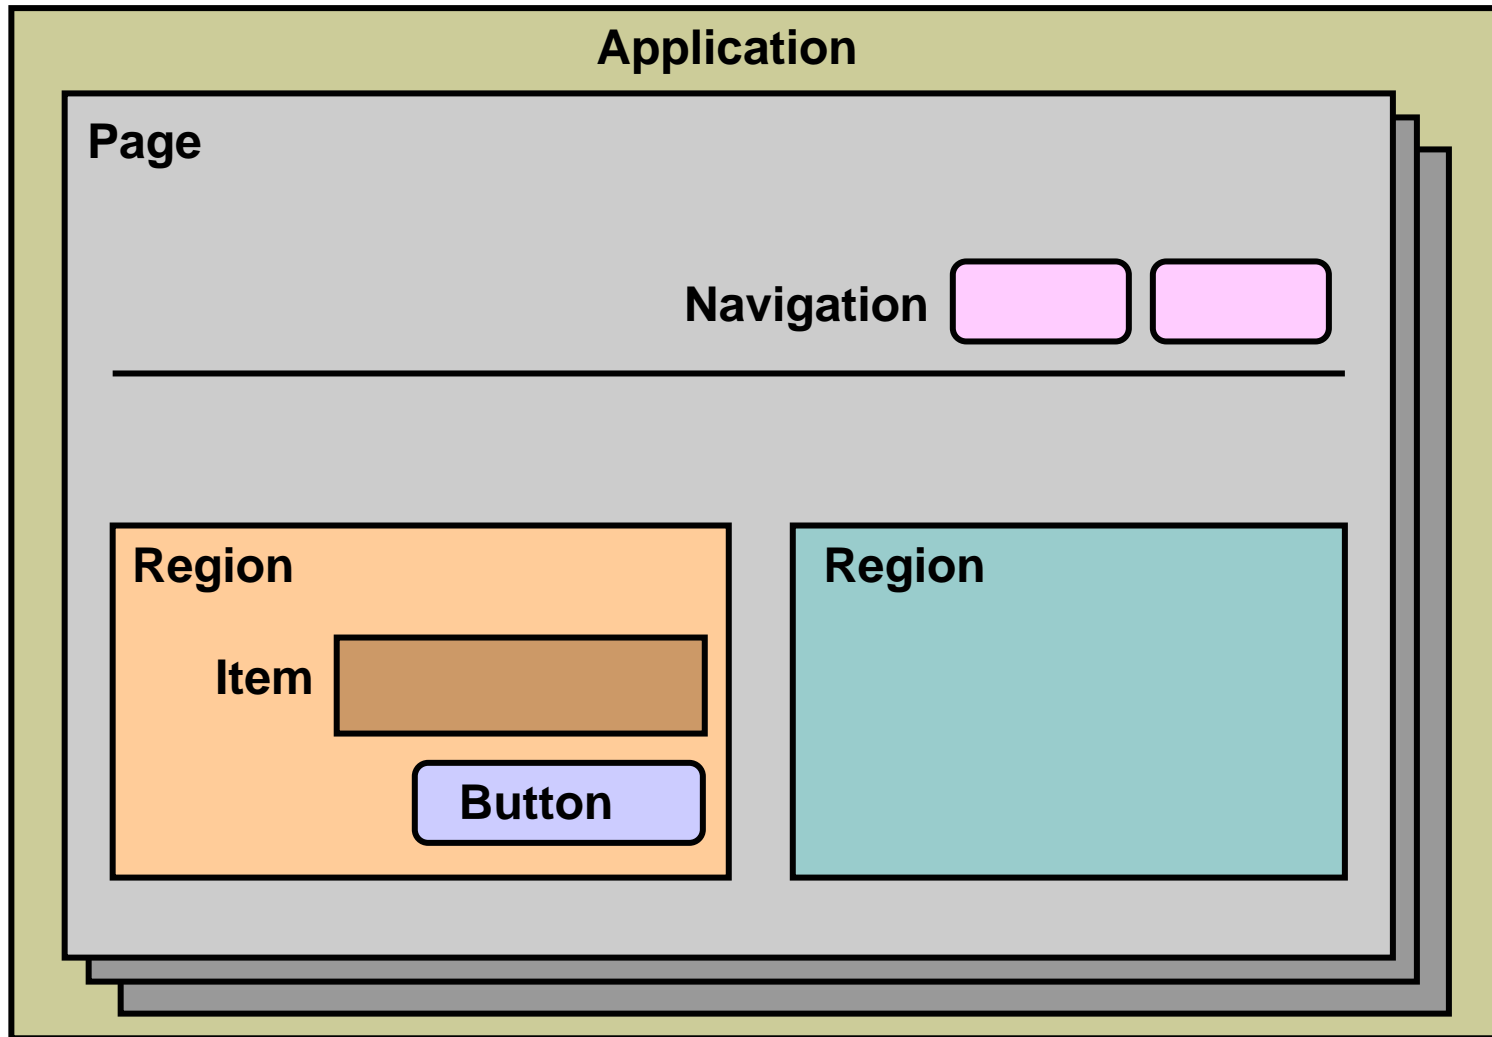 Application
Page
Navigation
Region
Region
Item
Button